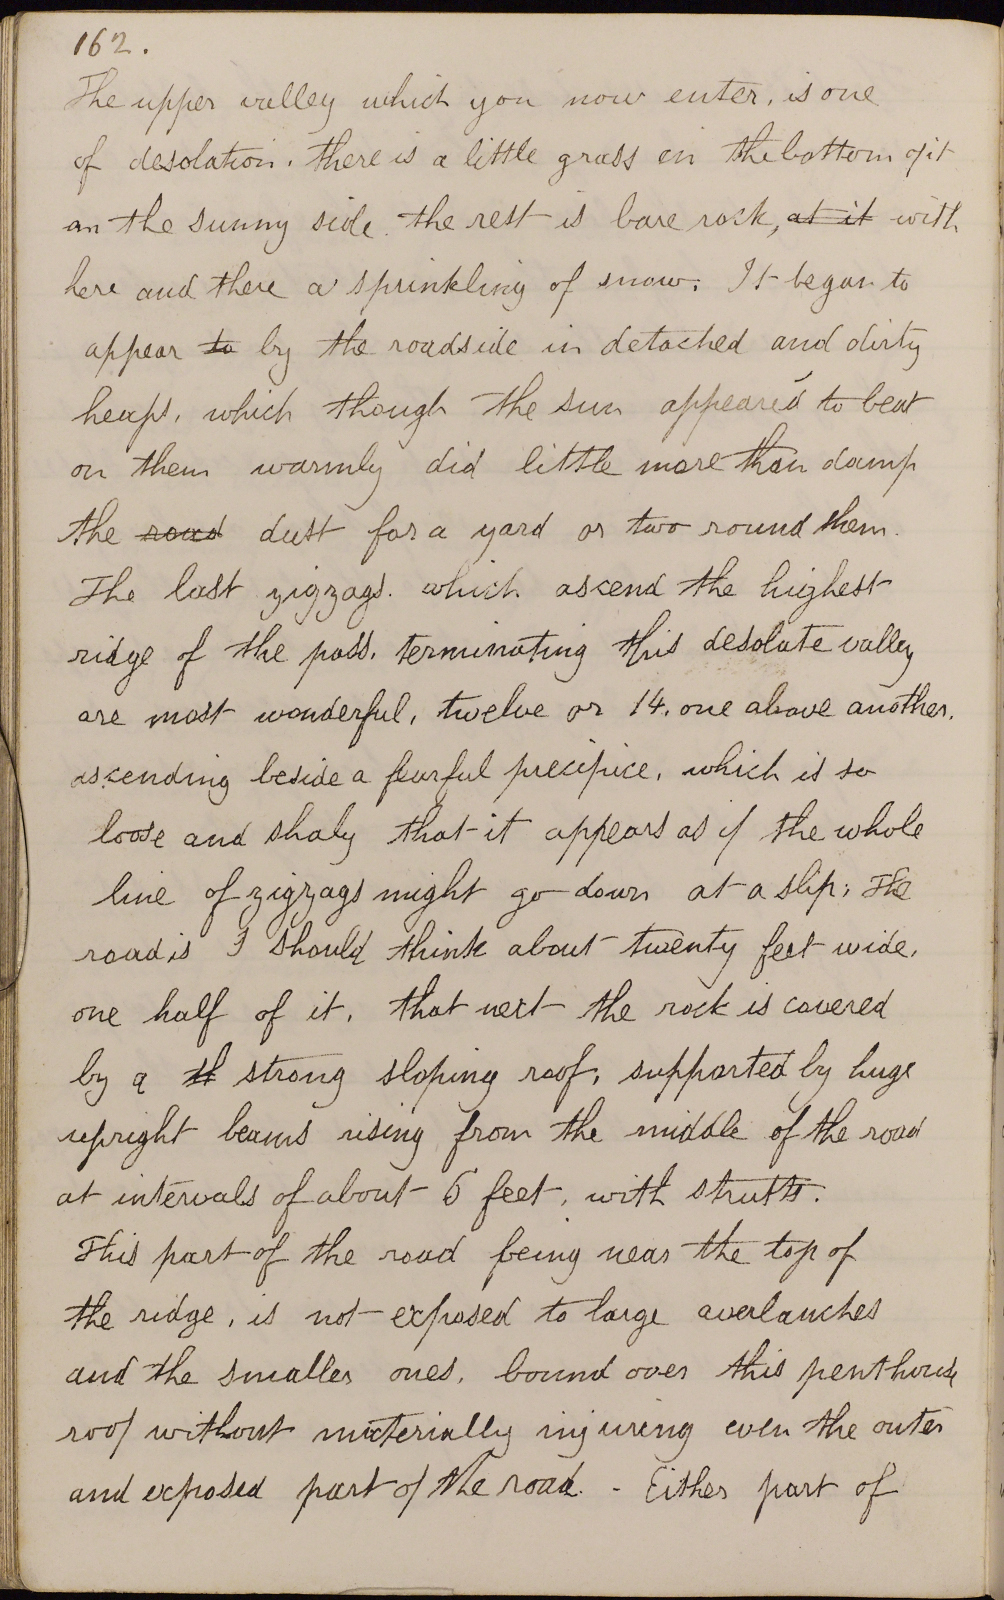 162.
The upper valley which you now enter, is one
of desolation. there is a little grass in the bottom of it
on the sunny side. the rest is bare rock, at it with
here and there a sprinkling of snow. It began to
appear to by the roadside in detached and dirty
heaps, which though the sun appeared to beat
on them warmly did little more than damp
the road dust for a yard or two round them.
The last zigzags. which ascend the highest
ridge of the pass. terminating this desolate valley
are most wonderful, twelve or 14. one above another.
ascending beside a fearful precipice, which is so
loose and shaly that it appears as if the whole
line of zigzags might go down at a slip; The
road is I should think about twenty feet wide.
one half of it, that next the rock is covered
by a th strong sloping roof, supported by huge
upright beams rising from the middle of the road
at intervals of about 6 feet, with strutts.
This part of the road being near the top of
the ridge, is not exposed to large averlanches
and the smaller ones. bound over this penthouse
roof without materially injuring even the outer
and exposed part of the road. - Either part of